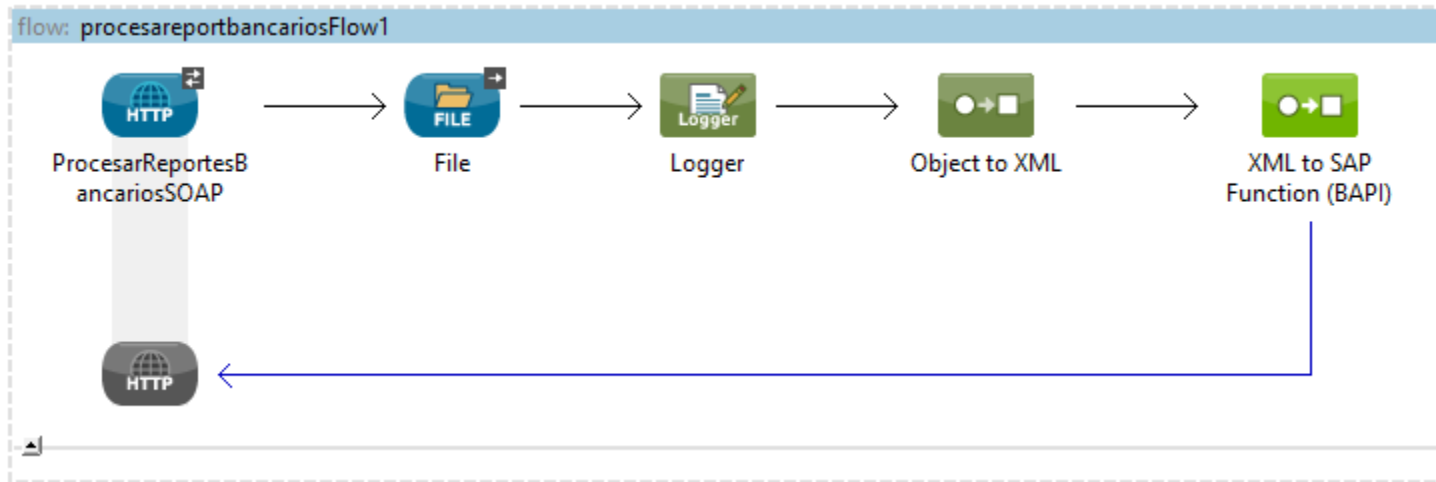 flow: procesareportbancariosFlow1
HTTP
FILE
Logger
ProcesarReportesB
ancariosSOAP
File
Logger
Object to XML
XML to SAP
Function (BAPI)
HTTP